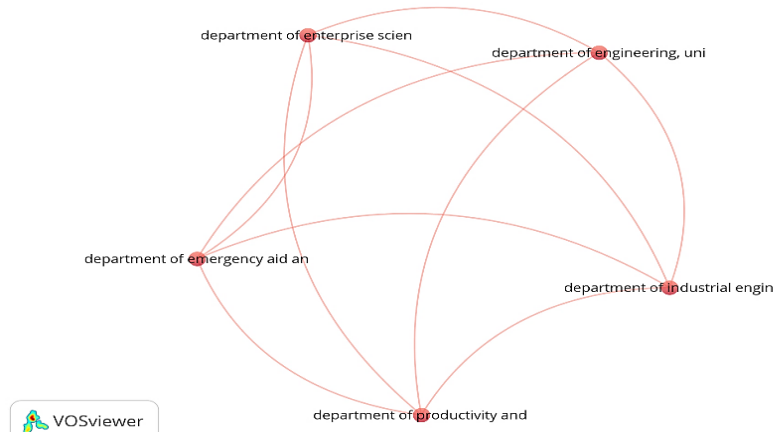 department of enterprise scien
department of engineering, uni
department of emergency aid an
department of industrial engin
department of productivity and
VOSviewer